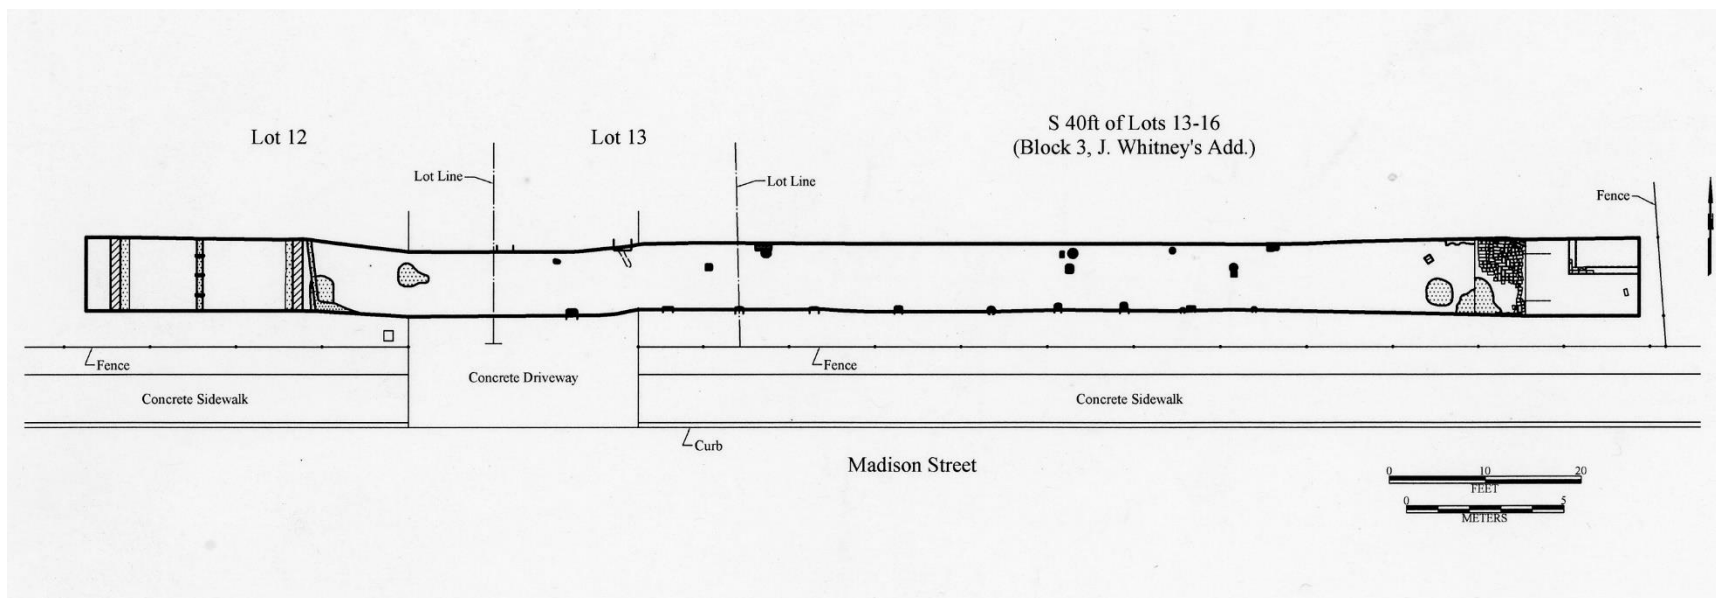 S 40ft of Lots 13-16
Lot 12
Lot 13
(Block 3, J. Whitney's Add.)
Lot Line
Lot Line
Fence
Fence
Fence
Concrete Driveway
Concrete Sidewalk
Concrete Sidewalk
Curb
Madison Street
0 10 20
FEET
0 5
METERS